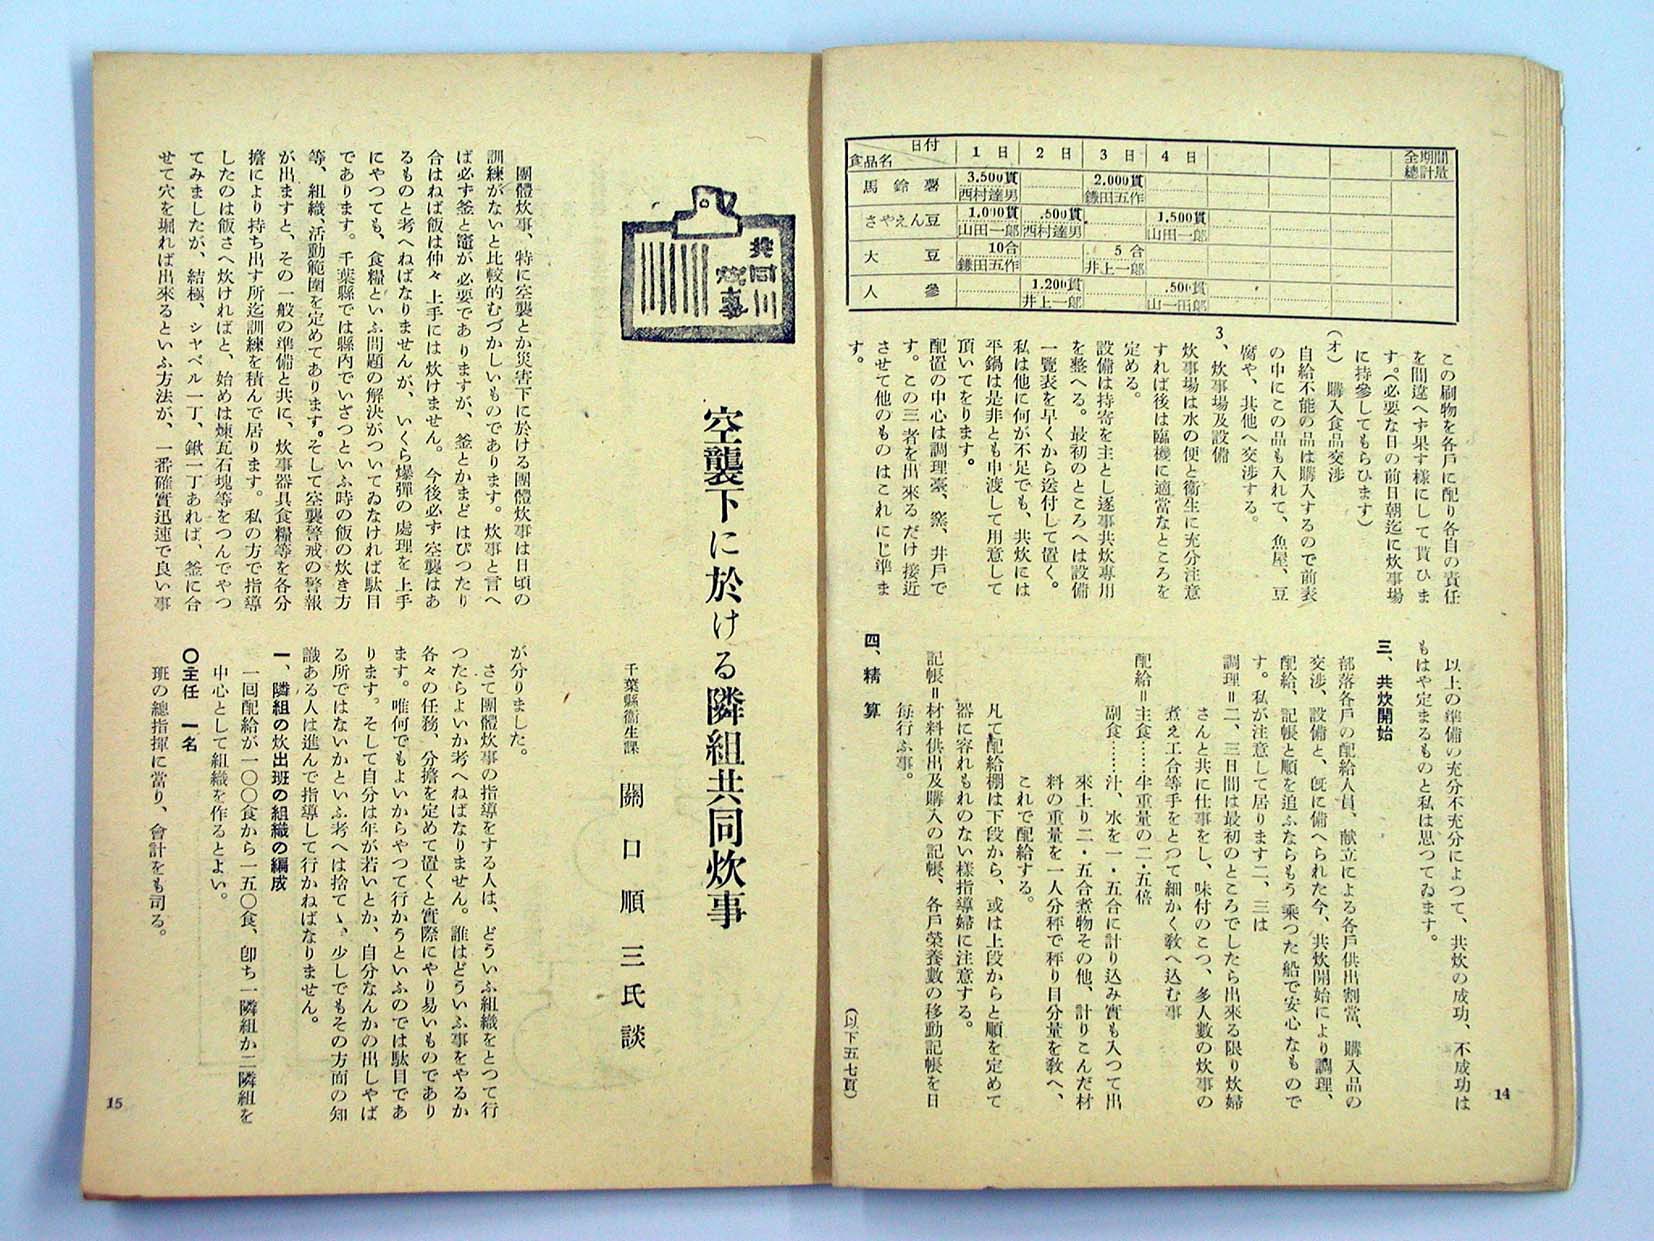 日付 食品名 1日 2日 3日 4日 全期間總計量
馬鈴薯 3.500貫 西村達男 2.000貫 鎌田五作
さやえん豆 1.000貫 山田一郎 .500貫 西村達男 1.500貫 山田一郎
大豆 10合 鎌田五作 5合 井上一郎
人參 1.200貫 井上一郎 .500貫 山一田郎
この刷物を各戶に配り各自の責任
を間違へず果す樣にして貰ひま
す。(必要な日の前日朝迄に炊事場
に持參してもらひます)
(オ) 購入食品交涉
自給不能の品は購入するので前表
の中にこの品も入れて、魚屋、豆
腐や、其他へ交涉する。
3、炊事場及設備
炊事場は水の便と衞生に充分注意
すれば後は臨機に適當なところを
定める。
設備は持寄を主とし逐事共炊專用
を整へる。最初のところへは設備
一覽表を早くから送付して置く。
私は他に何が不足でも、共炊には
平鍋は是非とも申渡して用意して
頂いてをります。
配置の中心は調理臺、窯、井戶で
す。この三者を出來るだけ接近
させて他のものはこれにじ準ま
す。
以上の準備の充分不充分によつて、共炊の成功、不成功は
もはや定まるものと私は思つてゐます。
三、共炊開始
部落各戶の配給人員、献立による各戶供出割當、購入品の
交涉、設備と、旣に備へられた今、共炊開始により調理、
配給、記帳と順を追ふならもう乘つた船で安心なもので
す。私が注意して居ります二、三は
調理＝二、三日間は最初のところでしたら出來る限り炊婦
さんと共に仕事をし、味付のこつ、多人數の炊事の
煮え工合等手をとつて細かく敎へ込む事
配給＝主食……半重量の二・五倍
副食……汁、水を一・五合に計り込み實も入つて出
來上り二・五合煮物その他、計りこんだ材
料の重量を一人分秤で秤り目分量を敎へ、
これで配給する。
凡て配給棚は下段から、或は上段からと順を定めて
器に容れもれのない樣指導婦に注意する。
記帳＝材料供出及購入の記帳、各戶榮養數の移動記帳を日
每行ふ事。
四、精算
(以下五七頁)
14
共同炊事
空襲下に於ける隣組共同炊事
千葉縣衞生課 關口順三氏談
團體炊事、特に空襲とか災害下に於ける團體炊事は日頃の
訓練がないと比較的むづかしいものであります。炊事と言へ
ば必ず釜と竈が必要でありますが、釜とかまどはぴつたり
合はねば飯は仲々上手には炊けません。今後必ず空襲はあ
るものと考へねばなりませんが、いくら爆彈の處理を上手
にやつても、食糧といふ問題の解決がついてゐなければ駄目
であります。千葉縣では縣內でいざつといふ時の飯の炊き方
等、組織、活動範圍を定めてあります。そして空襲警戒の警報
が出ますと、その一般の準備と共に、炊事器具食糧等を各分
擔により持ち出す所迄訓練を積んで居ります。私の方で指導
したのは飯さへ炊ければと、始めは煉瓦石塊等をつんでやつ
てみましたが、結極、シヤベル一丁、鍬一丁あれば、釜に合
せて穴を堀れば出來るといふ方法が、一番確實迅速で良い事
が分りました。
さて團體炊事の指導をする人は、どういふ組織をとつて行
つたらよいか考へねばなりません。誰はどういふ事をやるか
各々の任務、分擔を定めて置くと實際にやり易いものであり
ます。唯何でもよいからやつて行かうといふのでは駄目であ
ります。そして自分は年が若いとか、自分なんかの出しやば
る所ではないかといふ考へは捨てゝ、少しでもその方面の知
識ある人は進んで指導して行かねばなりません。
一、隣組の炊出班の組織の編成
一回配給が一〇〇食から一五〇食、卽ち一隣組か二隣組を
中心として組織を作るとよい。
〇主任 一名
班の總指揮に當り、會計をも司る。
15